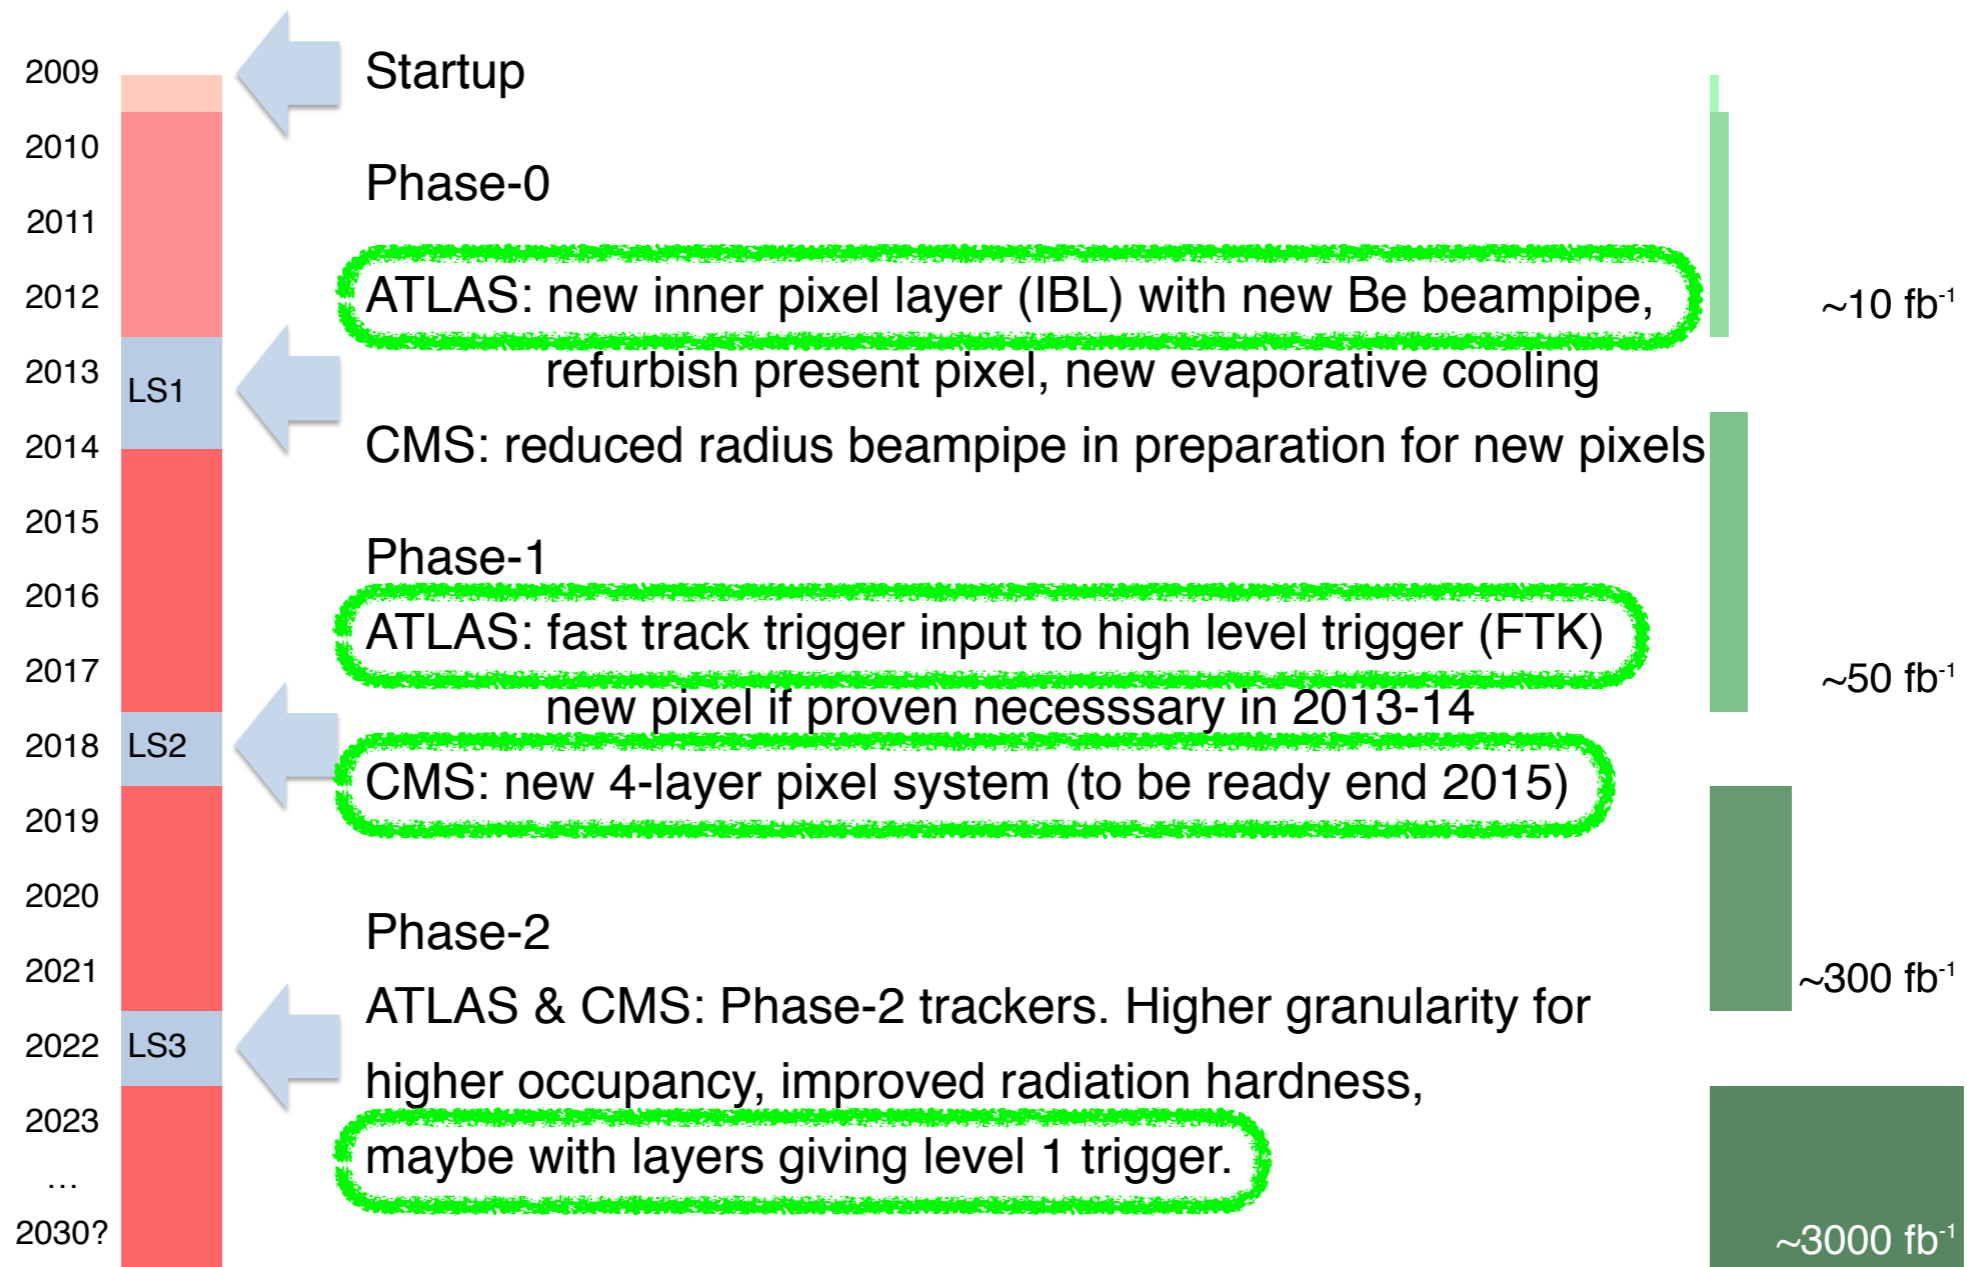 2009
Startup
2010
Phase-0
2011
2012
ATLAS: new inner pixel layer (IBL) with new Be beampipe,
~10 fb-1
2013
LS1
refurbish present pixel, new evaporative cooling
2014
CMS: reduced radius beampipe in preparation for new pixels
2015
Phase-1
2016
ATLAS: fast track trigger input to high level trigger (FTK)
2017
~50 fb-1
new pixel if proven necesssary in 2013-14
2018
LS2
CMS: new 4-layer pixel system (to be ready end 2015)
2019
2020
Phase-2
2021
~300 fb-1
ATLAS & CMS: Phase-2 trackers. Higher granularity for
2022
LS3
higher occupancy, improved radiation hardness,
2023
maybe with layers giving level 1 trigger.
...
2030?
~3000 fb-1